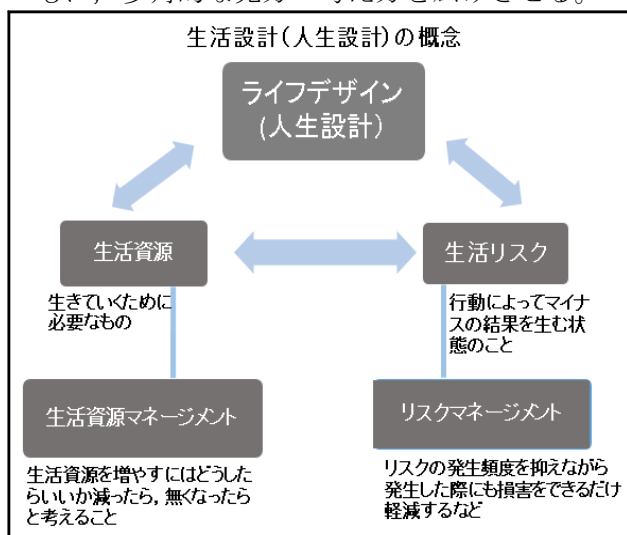 生活設計(人生設計)の概念
ライフデザイン
(人生設計)
生活資源
生活リスク
生きていくために
必要なもの
行動によってマイナ
スの結果を生む状
態のこと
生活資源マネージメント
リスクマネージメント
生活資源を増やすにはどうした
らいいか減ったら,無くなったら
と考えること
リスクの発生頻度を抑えながら
発生した際にも損害をできるだけ
軽減するなど